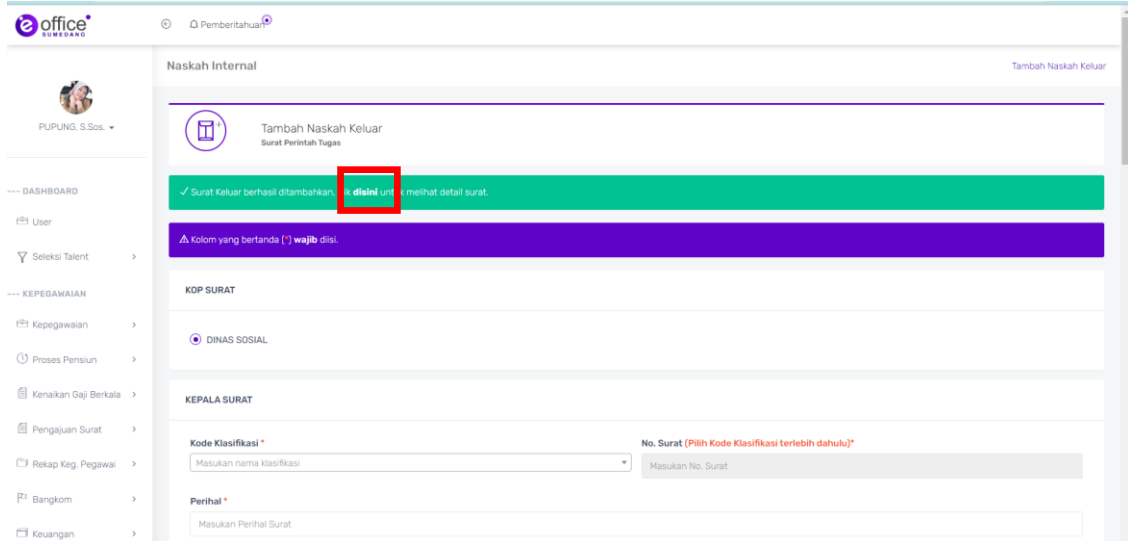 office
SUMEDANG
Pemberitahuan
PUPUNG, S.Sos.
--- DASHBOARD
User
Seleksi Talent
--- KEPEGAWAIAN
Kepegawaian
Proses Pensiun
Kenaikan Gaji Berkala
Pengajuan Surat
Rekap Keg. Pegawai
Bangkom
Keuangan
Naskah Internal
Tambah Naskah Keluar
Tambah Naskah Keluar
Surat Perintah Tugas
Surat Keluar berhasil ditambahkan, disini melihat detail surat.
Kolom yang bertanda (*) wajib diisi.
KOP SURAT
DINAS SOSIAL
KEPALA SURAT
Kode Klasifikasi *
Masukan nama klasifikasi
No. Surat (Pilih Kode Klasifikasi terlebih dahulu)*
Masukan No. Surat
Perihal *
Masukan Perihal Surat